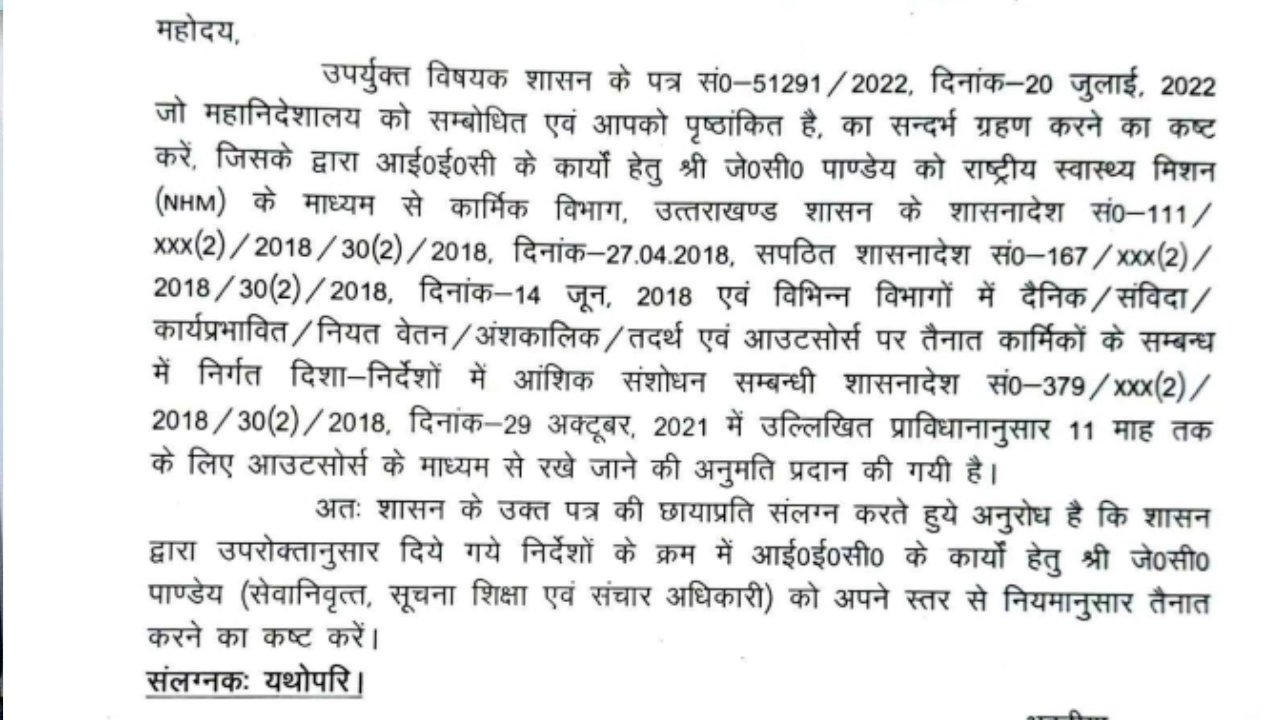 महोदय,
उपर्युक्त विषयक शासन के पत्र सं0–51291/2022, दिनांक–20 जुलाई, 2022
जो महानिदेशालय को सम्बोधित एवं आपको पृष्ठांकित है, का सन्दर्भ ग्रहण करने का कष्ट
करें, जिसके द्वारा आई0ई0सी के कार्यों हेतु श्री जे0सी0 पाण्डेय को राष्ट्रीय स्वास्थ्य मिशन
(NHM) के माध्यम से कार्मिक विभाग, उत्तराखण्ड शासन के शासनादेश सं0–111/
xxx(2)/2018/30(2)/2018, दिनांक–27.04.2018, सपठित शासनादेश सं0–167/xxx(2)/
2018/30(2)/2018, दिनांक–14 जून, 2018 एवं विभिन्न विभागों में दैनिक/संविदा/
कार्यप्रभावित/नियत वेतन/अंशकालिक/तदर्थ एवं आउटसोर्स पर तैनात कार्मिकों के सम्बन्ध
में निर्गत दिशा–निर्देशों में आंशिक संशोधन सम्बन्धी शासनादेश सं0–379/xxx(2)/
2018/30(2)/2018, दिनांक–29 अक्टूबर, 2021 में उल्लिखित प्राविधानानुसार 11 माह तक
के लिए आउटसोर्स के माध्यम से रखे जाने की अनुमति प्रदान की गयी है।
अतः शासन के उक्त पत्र की छायाप्रति संलग्न करते हुये अनुरोध है कि शासन
द्वारा उपरोक्तानुसार दिये गये निर्देशों के क्रम में आई0ई0सी0 के कार्यों हेतु श्री जे0सी0
पाण्डेय (सेवानिवृत्त, सूचना शिक्षा एवं संचार अधिकारी) को अपने स्तर से नियमानुसार तैनात
करने का कष्ट करें।
संलग्नकः यथोपरि।